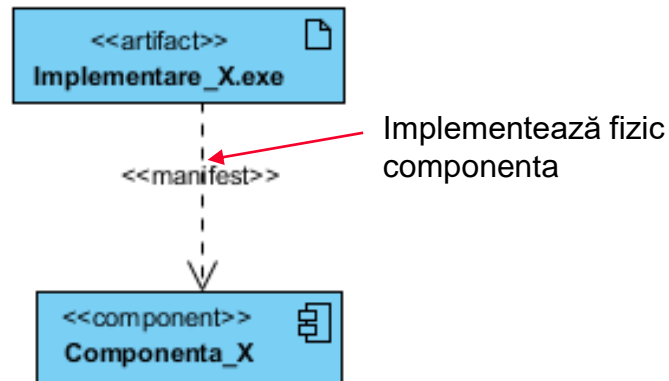 <<artifact>>
Implementare_X.exe
Implementează fizic
componenta
<<manifest>>
<<component>>
Componenta_X